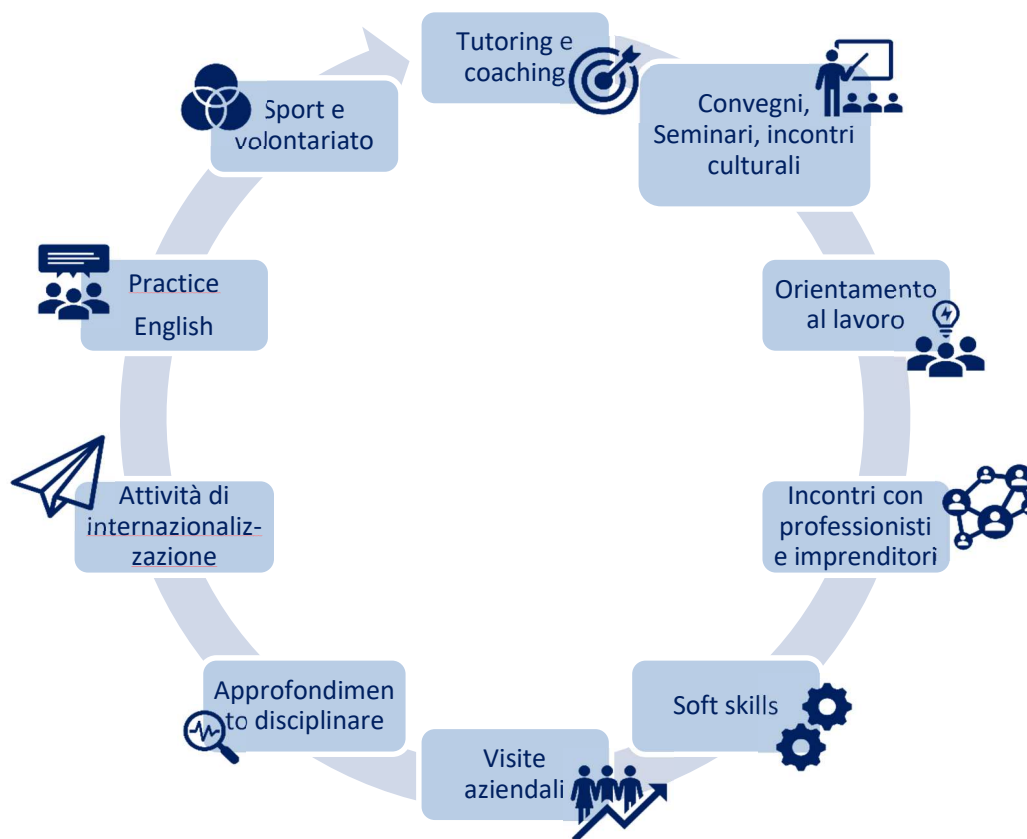 Tutoring e
coaching
Convegni,
Seminari, incontri
culturali
Orientamento
al lavoro
Incontri con
professionisti
e imprenditori
Soft skills
Visite
aziendali
Approfondimen
to disciplinare
Attività di
internazionaliz-
zazione
Practice
English
Sport e
volontariato